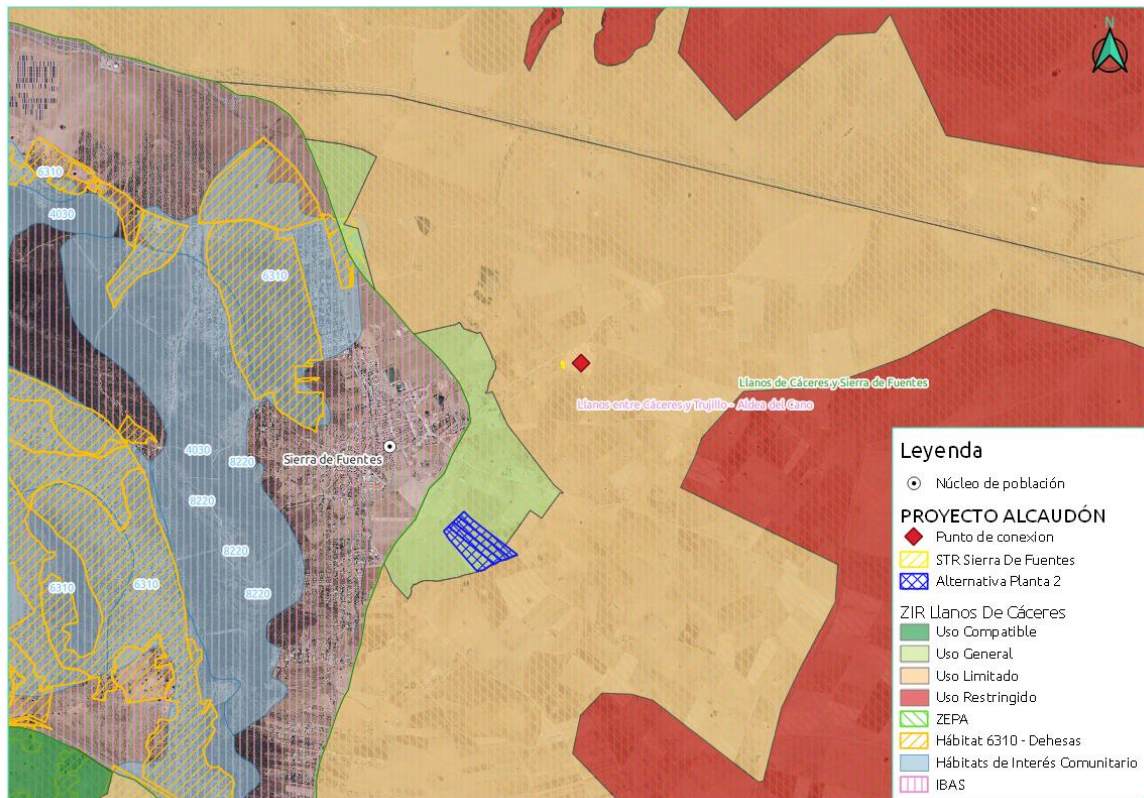 N
6310
4030
6310
Llanos de Cáceres y Sierra de Fuentes
Llanos entre Cáceres y Trujillo - Aldea del Cano
4030
8220
Sierra de Fuentes
8220
8220
6310
6310
8220
Leyenda
Núcleo de población
PROYECTO ALCAUDÓN
Punto de conexion
STR Sierra De Fuentes
Alternativa Planta 2
ZIR Llanos De Cáceres
Uso Compatible
Uso General
Uso Limitado
Uso Restringido
ZEPA
Hábitat 6310 - Dehesas
Hábitats de Interés Comunitario
IBAS